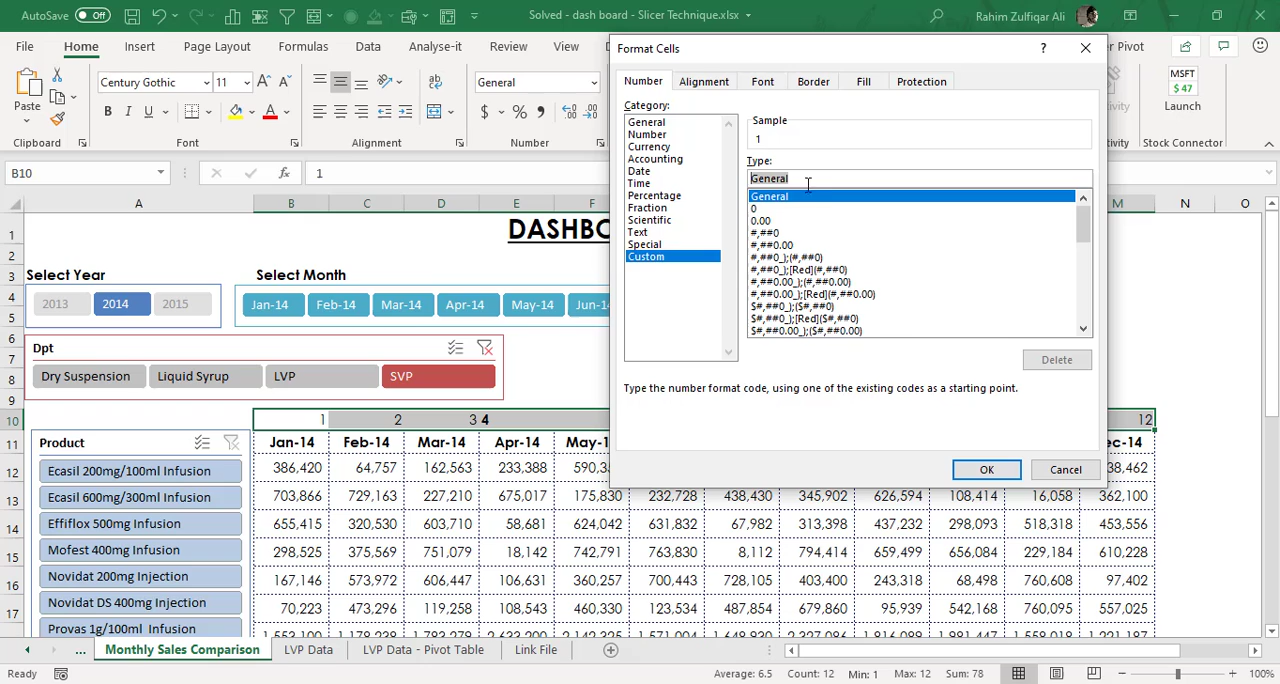 AutoSave Off Solved - dash board - Slicer Technique.xlsx Rahim Zulfiqar Ali
File Home Insert Page Layout Formulas Data Analyse-it Review View Pivot
Paste Century Gothic 11 General
B I U $ % MSFT $ 47 Launch
Clipboard Font Alignment Number Stock Connector
B10 1
Format Cells
Number Alignment Font Border Fill Protection
Category:
General
Number
Currency
Accounting
Date
Time
Percentage
Fraction
Scientific
Text
Special
Custom
Sample
1
Type:
General
General
0
0.00
#,##0
#,##0.00
#,##0_);(#,##0)
#,##0_);[Red](#,##0)
#,##0.00_);(#,##0.00)
#,##0.00_);[Red](#,##0.00)
$#,##0_);($#,##0)
$#,##0_);[Red]($#,##0)
$#,##0.00_);($#,##0.00)
Delete
Type the number format code, using one of the existing codes as a starting point.
OK Cancel
A B C D E F M N O
1 DASHBO
2
3 Select Year Select Month
4 2013 2014 2015 Jan-14 Feb-14 Mar-14 Apr-14 May-14
5
6
7 Dpt
8 Dry Suspension Liquid Syrup LVP SVP
9
10 1 2 3 4 12
11 Product Jan-14 Feb-14 Mar-14 Apr-14
12 Ecasil 200mg/100ml Infusion 386,420 64,757 162,563 233,388
13 Ecasil 600mg/300ml Infusion 703,866 729,163 227,210 675,017 175,830 232,728 438,430 345,902 626,594 108,414 16,058 362,100
14 Effiflox 500mg Infusion 655,415 320,530 603,710 58,681 624,042 631,832 67,982 313,398 437,232 298,093 518,318 453,556
15 Mofest 400mg Infusion 298,525 375,569 751,079 18,142 742,791 763,830 8,112 794,414 659,499 656,084 229,184 610,228
16 Novidat 200mg Injection 167,146 573,972 606,447 106,631 360,257 700,443 728,105 403,400 243,318 68,498 760,608 97,402
17 Novidat DS 400mg Injection 70,223 473,296 119,258 108,543 460,330 123,534 487,854 679,860 95,939 542,168 760,095 557,025
Provas 1g/100ml Infusion
... Monthly Sales Comparison LVP Data LVP Data - Pivot Table Link File
Ready Average: 6.5 Count: 12 Min: 1 Max: 12 Sum: 78 100%